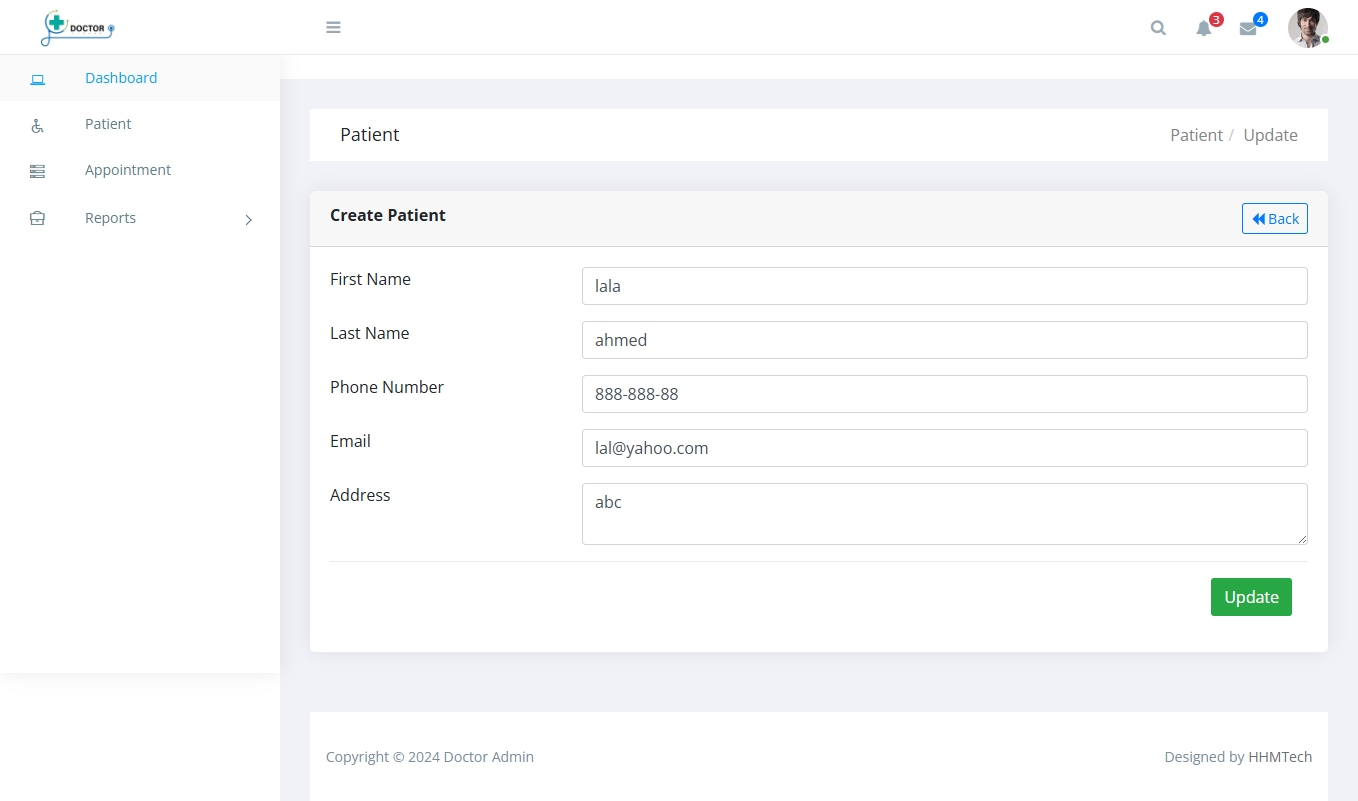 DOCTOR
3
4
Dashboard
Patient
Appointment
Reports
Patient
Patient / Update
Create Patient
Back
First Name
lala
Last Name
ahmed
Phone Number
888-888-88
Email
lal@yahoo.com
Address
abc
Update
Copyright © 2024 Doctor Admin
Designed by HHMTech